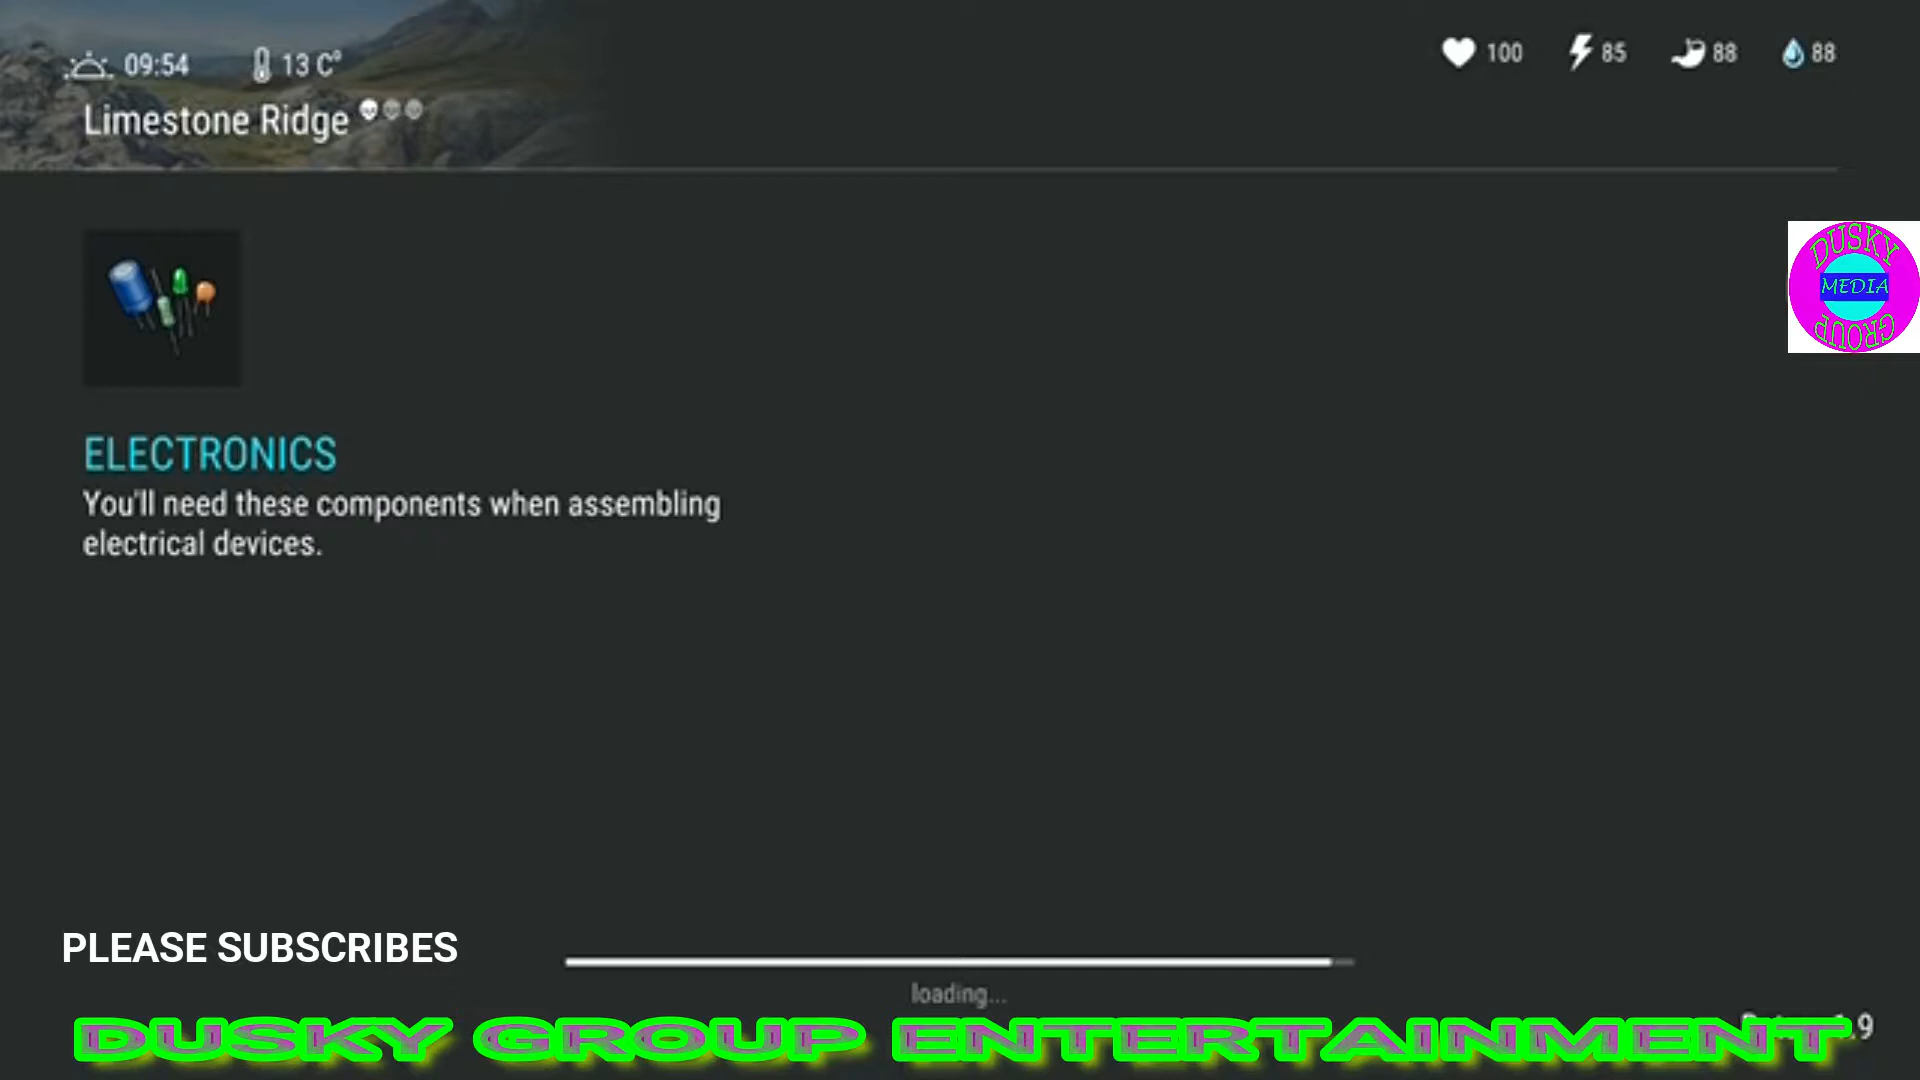 09:54 13 C°
100 85 88 88
Limestone Ridge
DUSKY
MEDIA
GROUP
ELECTRONICS
You'll need these components when assembling
electrical devices.
PLEASE SUBSCRIBES
loading...
DUSKY GROUP ENTERTAINMENT